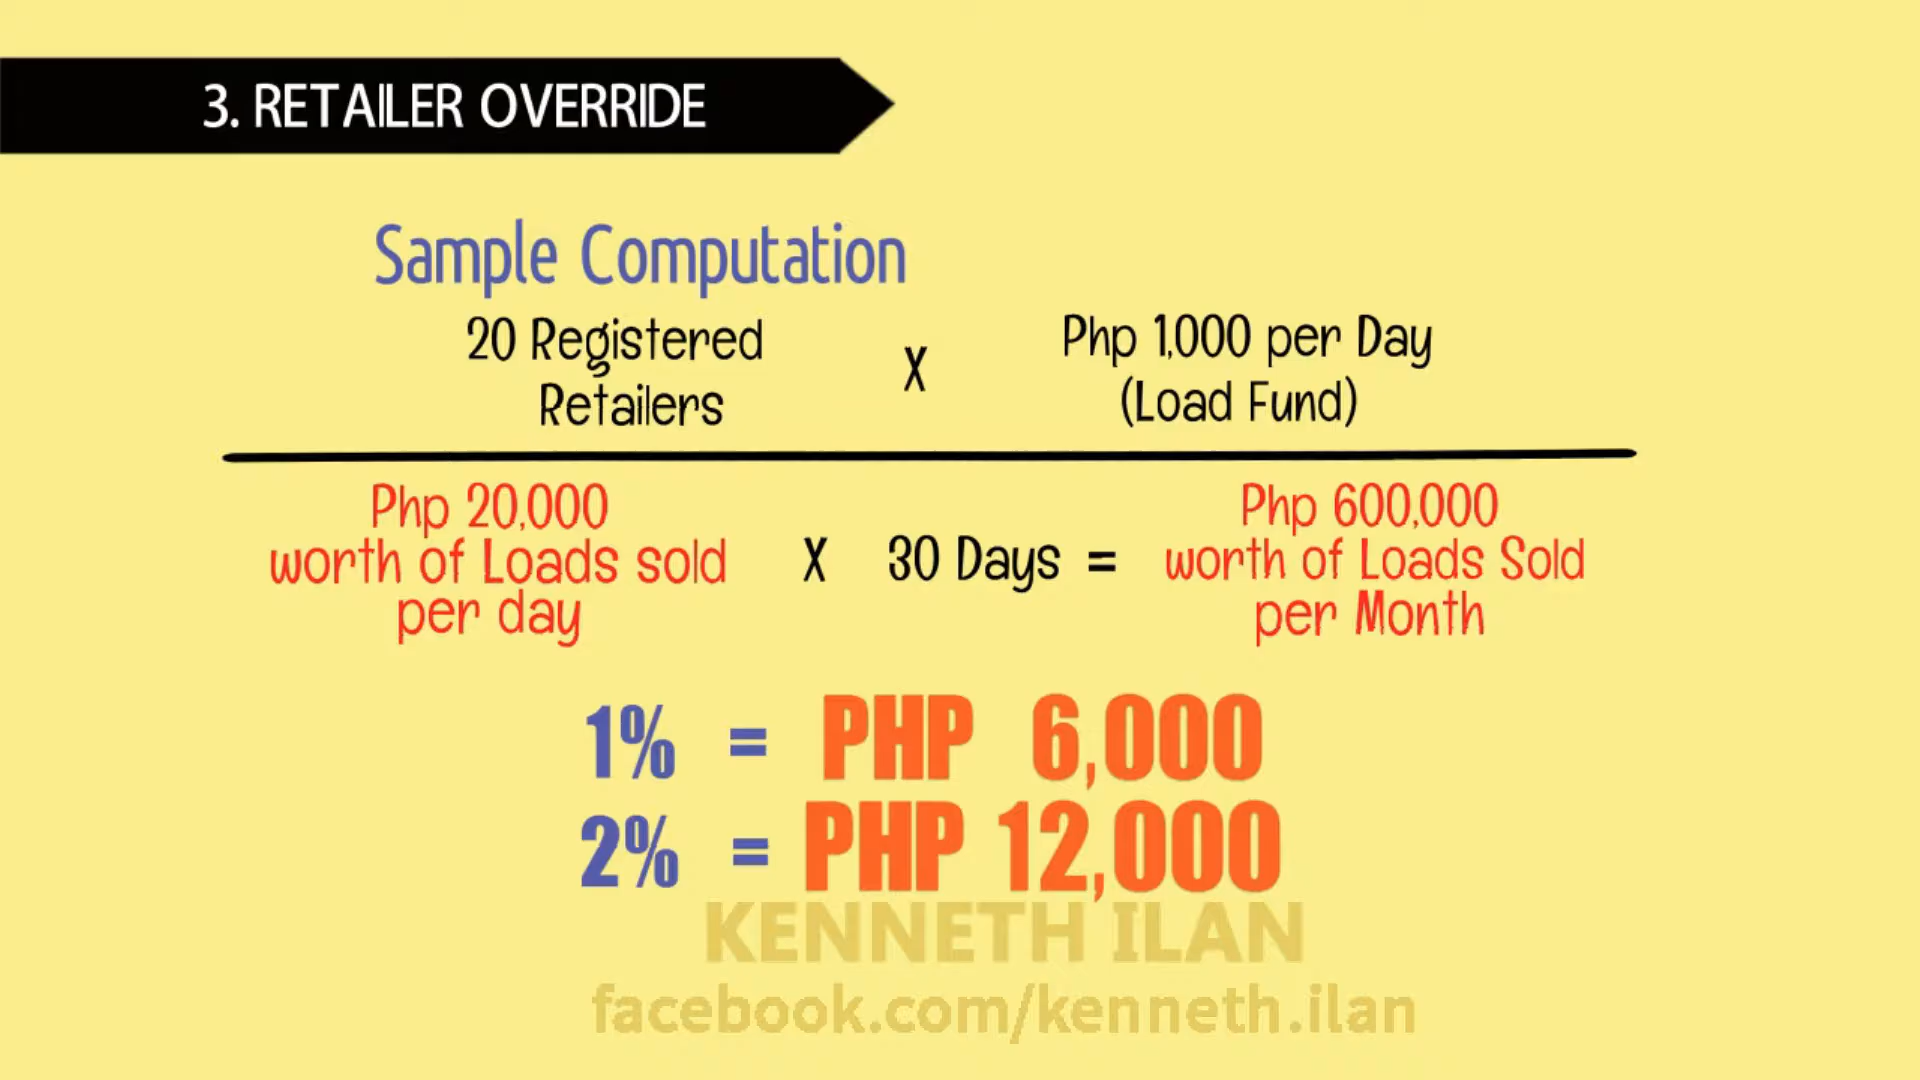 3. RETAILER OVERRIDE
Sample Computation
20 Registered Retailers X Php 1,000 per Day (Load Fund)
Php 20,000 worth of Loads sold per day X 30 Days = Php 600,000 worth of Loads Sold per Month
1% = PHP 6,000
2% = PHP 12,000
KENNETH ILAN
facebook.com/kenneth.ilan